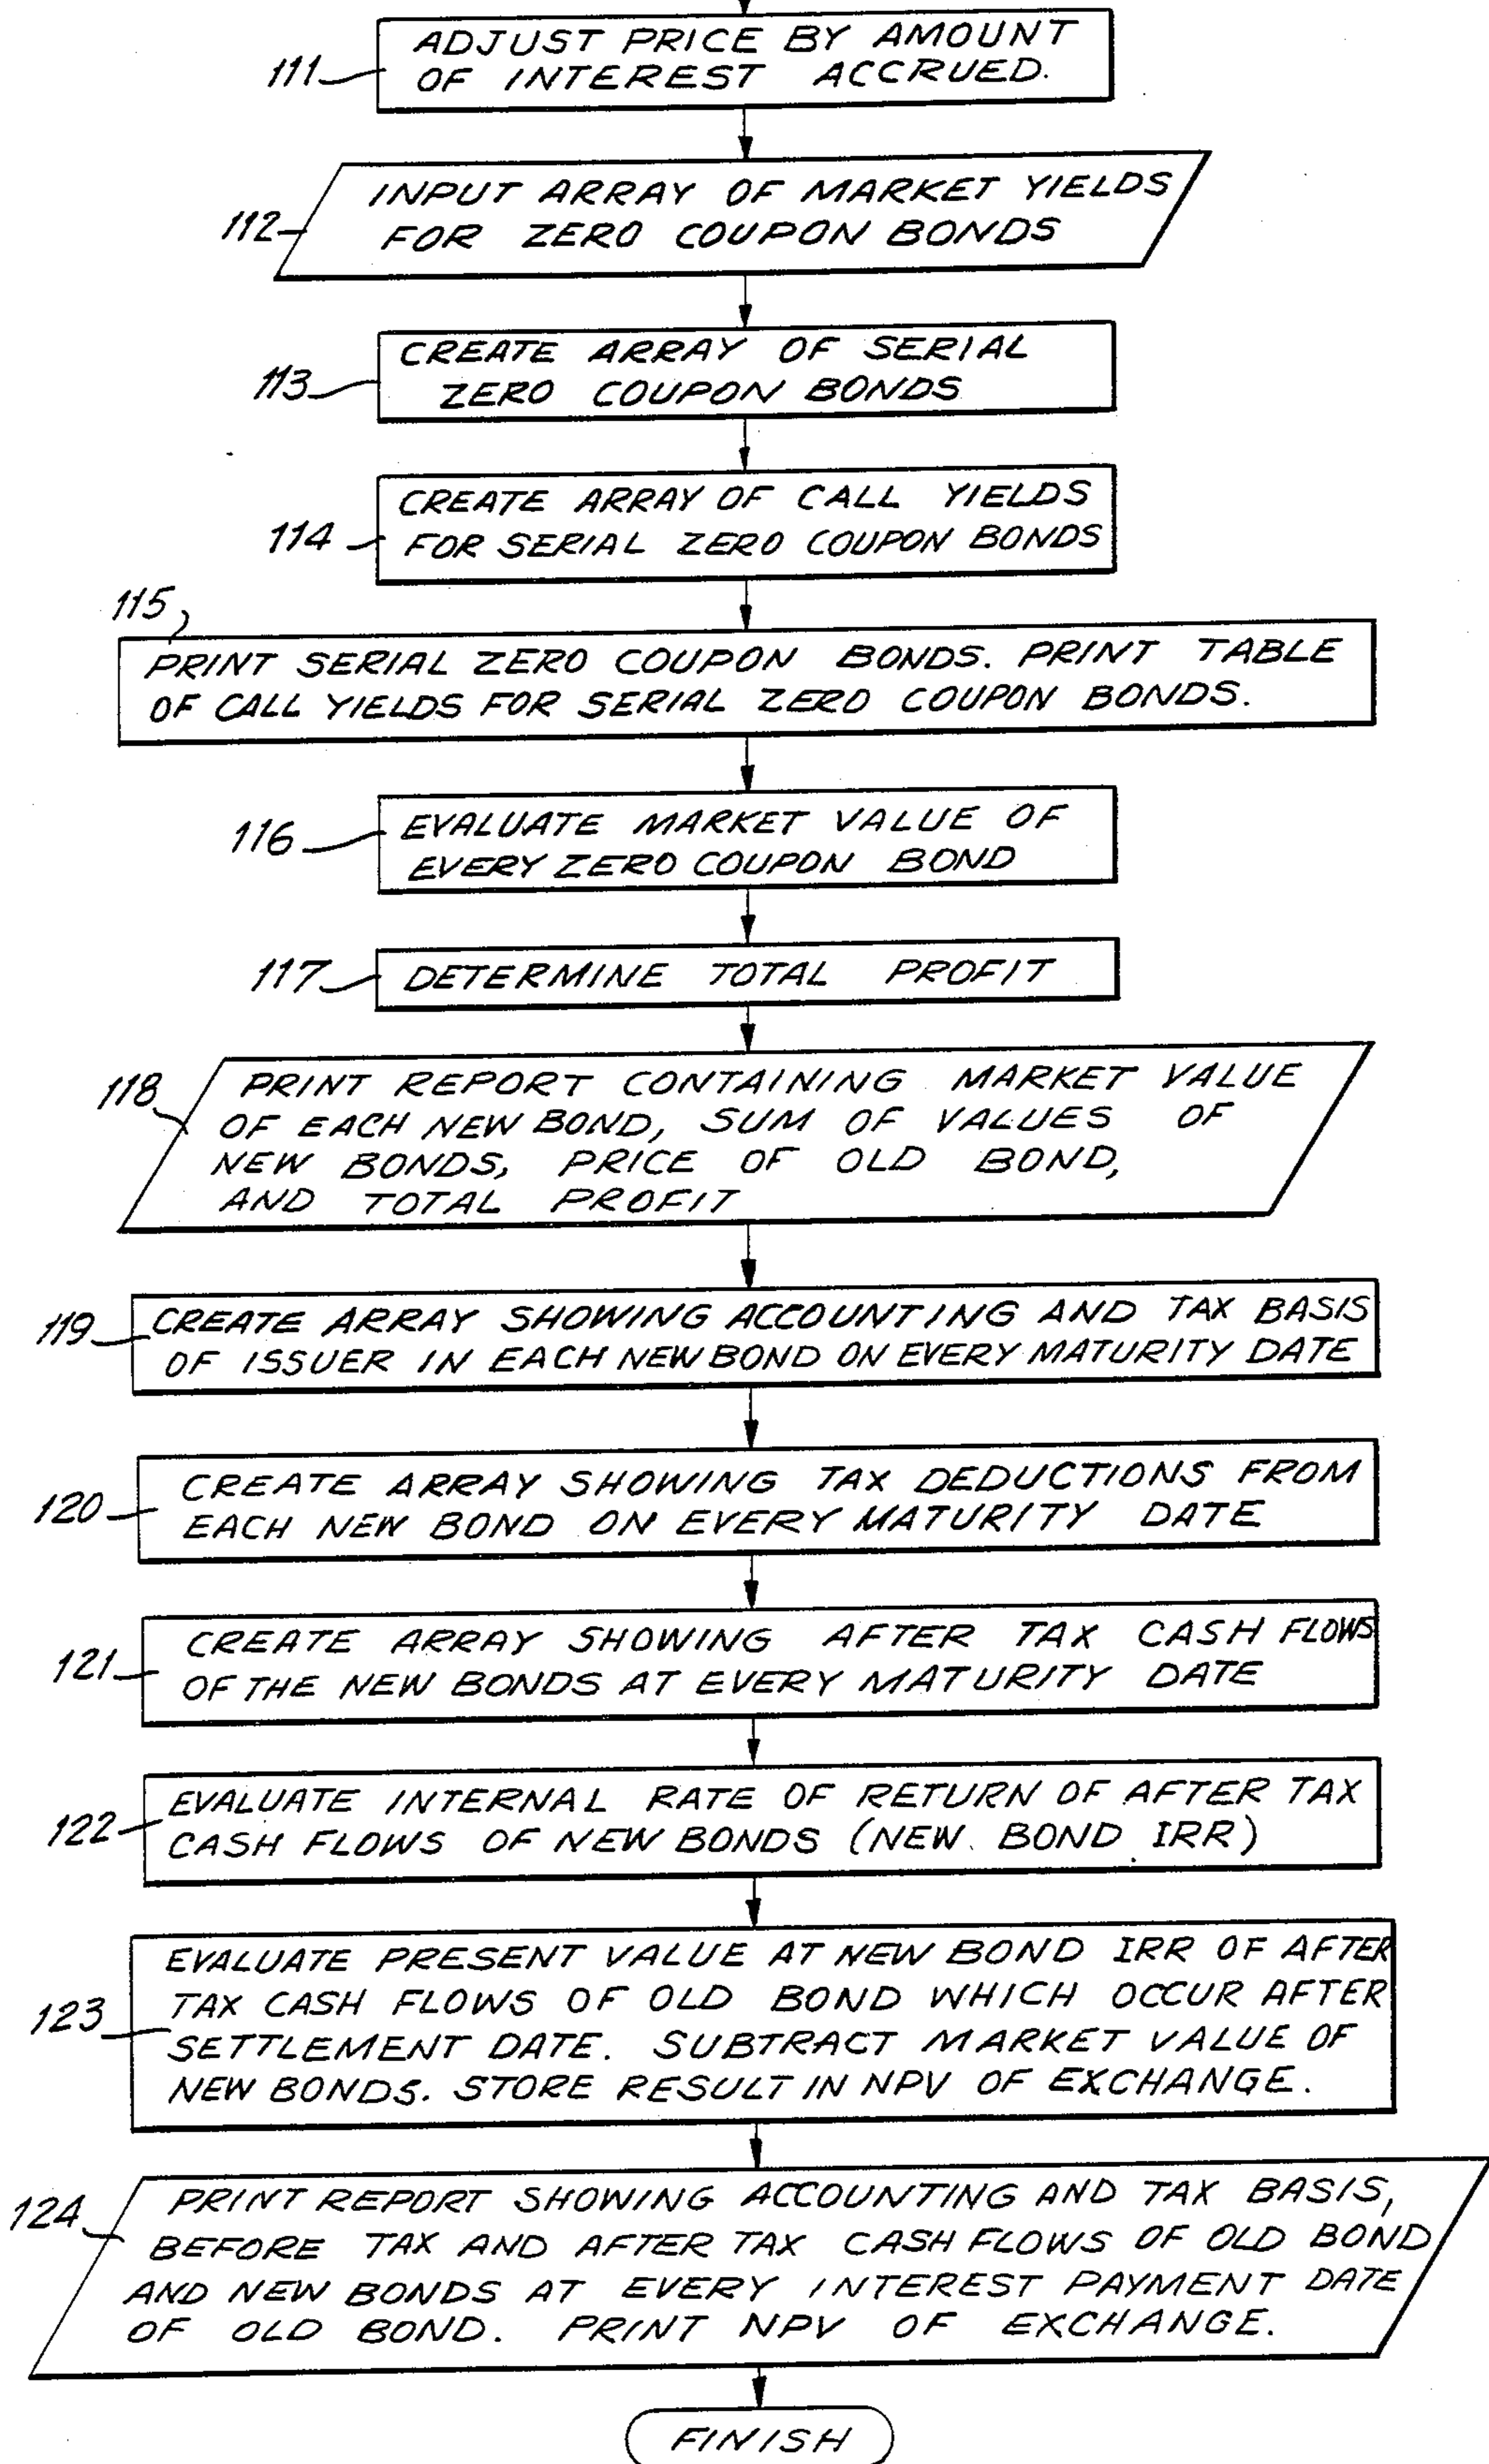 111
ADJUST PRICE BY AMOUNT
OF INTEREST ACCRUED.
112
INPUT ARRAY OF MARKET YIELDS
FOR ZERO COUPON BONDS
113
CREATE ARRAY OF SERIAL
ZERO COUPON BONDS
114
CREATE ARRAY OF CALL YIELDS
FOR SERIAL ZERO COUPON BONDS
115
PRINT SERIAL ZERO COUPON BONDS. PRINT TABLE
OF CALL YIELDS FOR SERIAL ZERO COUPON BONDS.
116
EVALUATE MARKET VALUE OF
EVERY ZERO COUPON BOND
117
DETERMINE TOTAL PROFIT
118
PRINT REPORT CONTAINING MARKET VALUE
OF EACH NEW BOND, SUM OF VALUES OF
NEW BONDS, PRICE OF OLD BOND,
AND TOTAL PROFIT
119
CREATE ARRAY SHOWING ACCOUNTING AND TAX BASIS
OF ISSUER IN EACH NEW BOND ON EVERY MATURITY DATE
120
CREATE ARRAY SHOWING TAX DEDUCTIONS FROM
EACH NEW BOND ON EVERY MATURITY DATE
121
CREATE ARRAY SHOWING AFTER TAX CASH FLOWS
OF THE NEW BONDS AT EVERY MATURITY DATE
122
EVALUATE INTERNAL RATE OF RETURN OF AFTER TAX
CASH FLOWS OF NEW BONDS (NEW BOND IRR)
123
EVALUATE PRESENT VALUE AT NEW BOND IRR OF AFTER
TAX CASH FLOWS OF OLD BOND WHICH OCCUR AFTER
SETTLEMENT DATE. SUBTRACT MARKET VALUE OF
NEW BONDS. STORE RESULT IN NPV OF EXCHANGE.
124
PRINT REPORT SHOWING ACCOUNTING AND TAX BASIS,
BEFORE TAX AND AFTER TAX CASH FLOWS OF OLD BOND
AND NEW BONDS AT EVERY INTEREST PAYMENT DATE
OF OLD BOND. PRINT NPV OF EXCHANGE.
FINISH